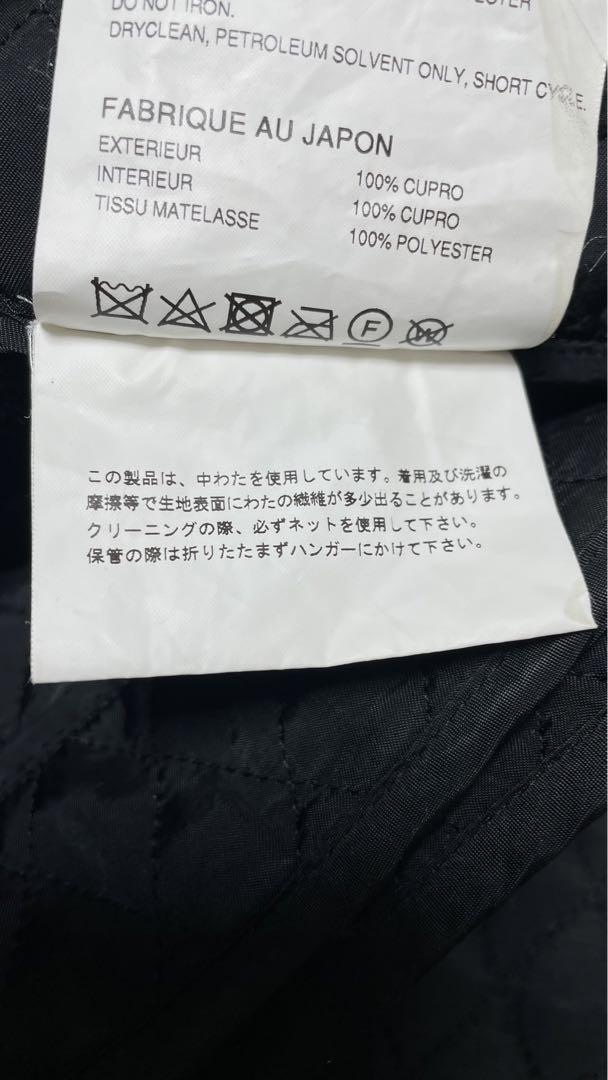 DO NOT IRON.
DRYCLEAN, PETROLEUM SOLVENT ONLY, SHORT CYCLE.
FABRIQUE AU JAPON
EXTERIEUR 100% CUPRO
INTERIEUR 100% CUPRO
TISSU MATELASSE 100% POLYESTER
F
W
この製品は、中わたを使用しています。着用及び洗濯の
摩擦等で生地表面にわたの繊維が多少出ることがあります。
クリーニングの際、必ずネットを使用して下さい。
保管の際は折りたたまずハンガーにかけて下さい。